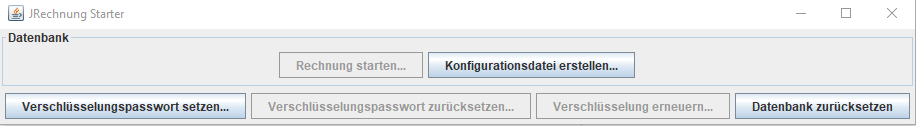 JRechnung Starter
Datenbank
Rechnung starten... Konfigurationsdatei erstellen...
Verschlüsselungspasswort setzen... Verschlüsselungspasswort zurücksetzen... Verschlüsselung erneuern... Datenbank zurücksetzen